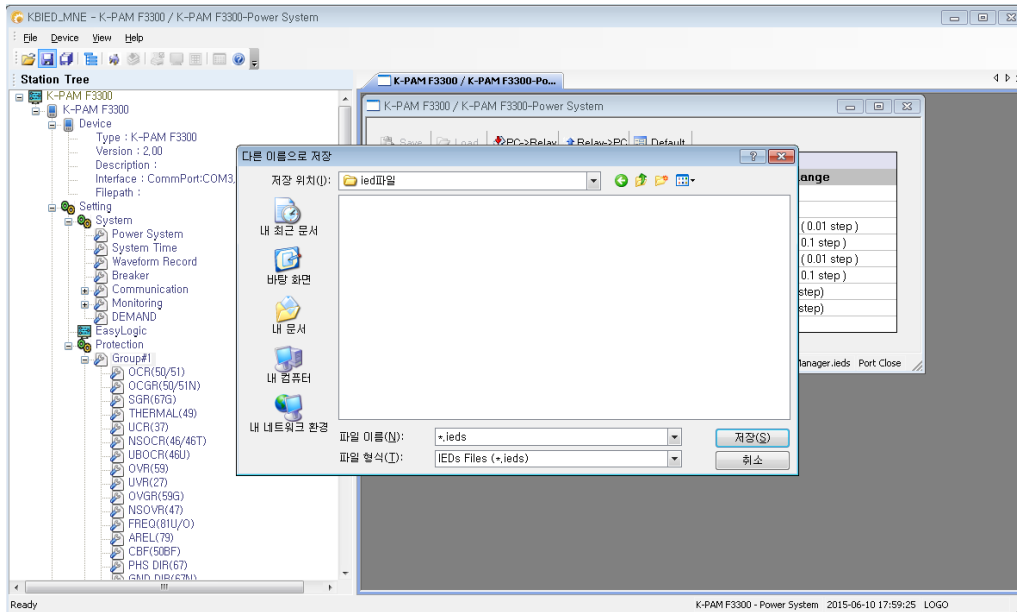 KBIED_MNE - K-PAM F3300 / K-PAM F3300-Power System
File Device View Help
Station Tree
K-PAM F3300 / K-PAM F3300-Po...
K-PAM F3300
K-PAM F3300
Device
Type : K-PAM F3300
Version : 2,00
Description :
Interface : CommPort:COM3,
Filepath :
Setting
System
Power System
System Time
Waveform Record
Breaker
Communication
Monitoring
DEMAND
EasyLogic
Protection
Group#1
OCR(50/51)
OCGR(50/51N)
SGR(67G)
THERMAL(49)
UCR(37)
NSOCR(46/46T)
UBOCR(46U)
OVR(59)
UVR(27)
OVGR(59G)
NSOVR(47)
FREQ(81U/O)
AREL(79)
CBF(50BF)
PHS DIR(67)
GND DIR(67N)
K-PAM F3300 / K-PAM F3300-Power System
Save Load PC->Relay Relay->PC Default
ange
( 0.01 step )
0.1 step )
( 0.01 step )
0.1 step )
step)
step)
Manager.ieds Port Close
다른 이름으로 저장
저장 위치(I): ied파일
내 최근 문서
바탕 화면
내 문서
내 컴퓨터
내 네트워크 환경
파일 이름(N): *,ieds 저장(S)
파일 형식(T): IEDs Files (*,ieds) 취소
Ready K-PAM F3300 - Power System 2015-06-10 17:59:25 LOGO